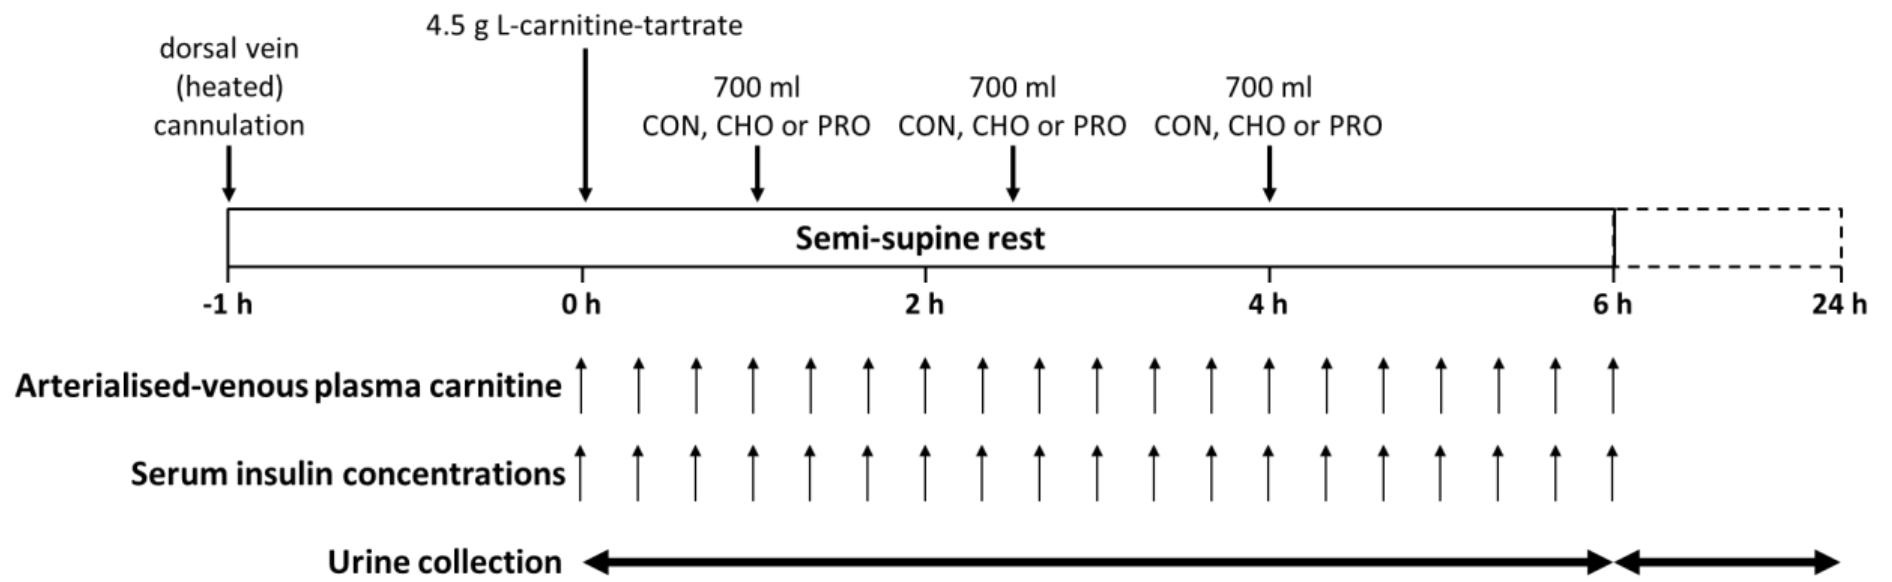 4.5 g L-carnitine-tartrate
dorsal vein
(heated)
cannulation
700 ml
CON, CHO or PRO
700 ml
CON, CHO or PRO
700 ml
CON, CHO or PRO
Semi-supine rest
-1 h
0 h
2 h
4 h
6 h
24 h
Arterialised-venous plasma carnitine
Serum insulin concentrations
Urine collection